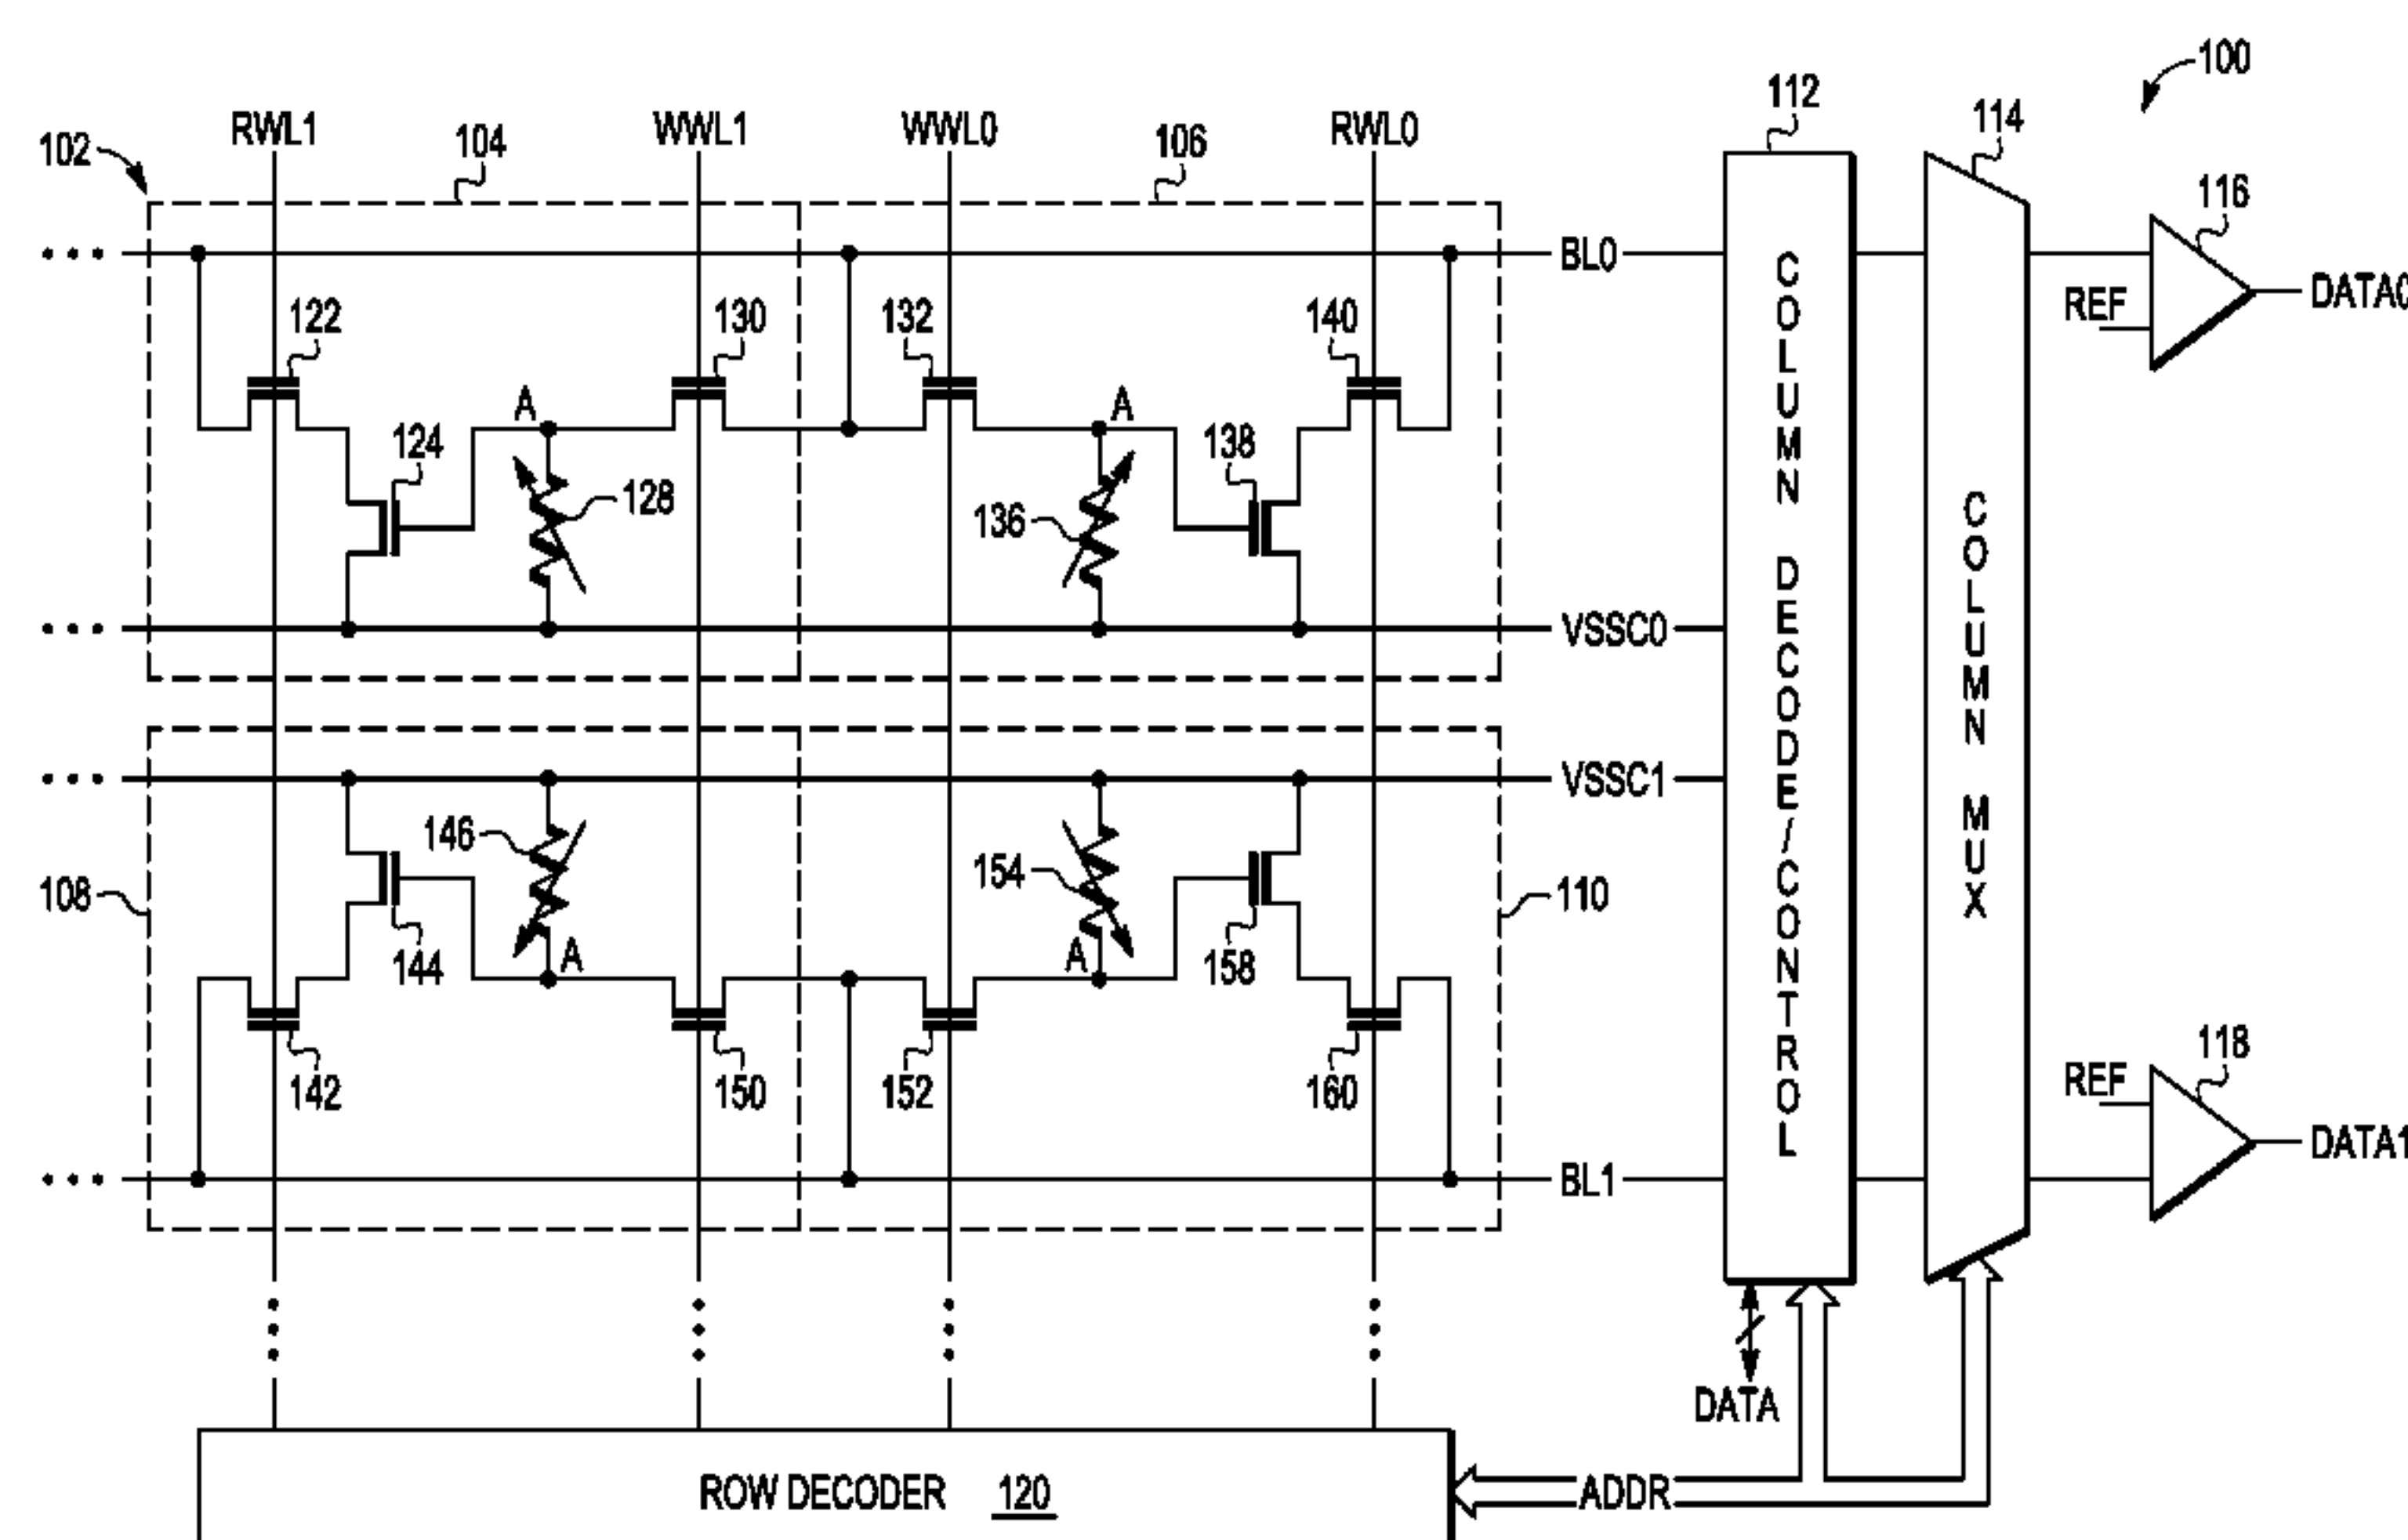 100
112
114
RWL1
104
WWL1
WWL0
106
RWL0
102
116
BL0
REF
DATA0
122
130
132
140
A
A
124
128
136
138
VSSC0
VSSC1
COLUMN DECODE/CONTROL
COLUMN MUX
146
154
108
110
144
A
A
158
142
150
152
160
REF
118
DATA1
BL1
DATA
ROW DECODER 120
ADDR